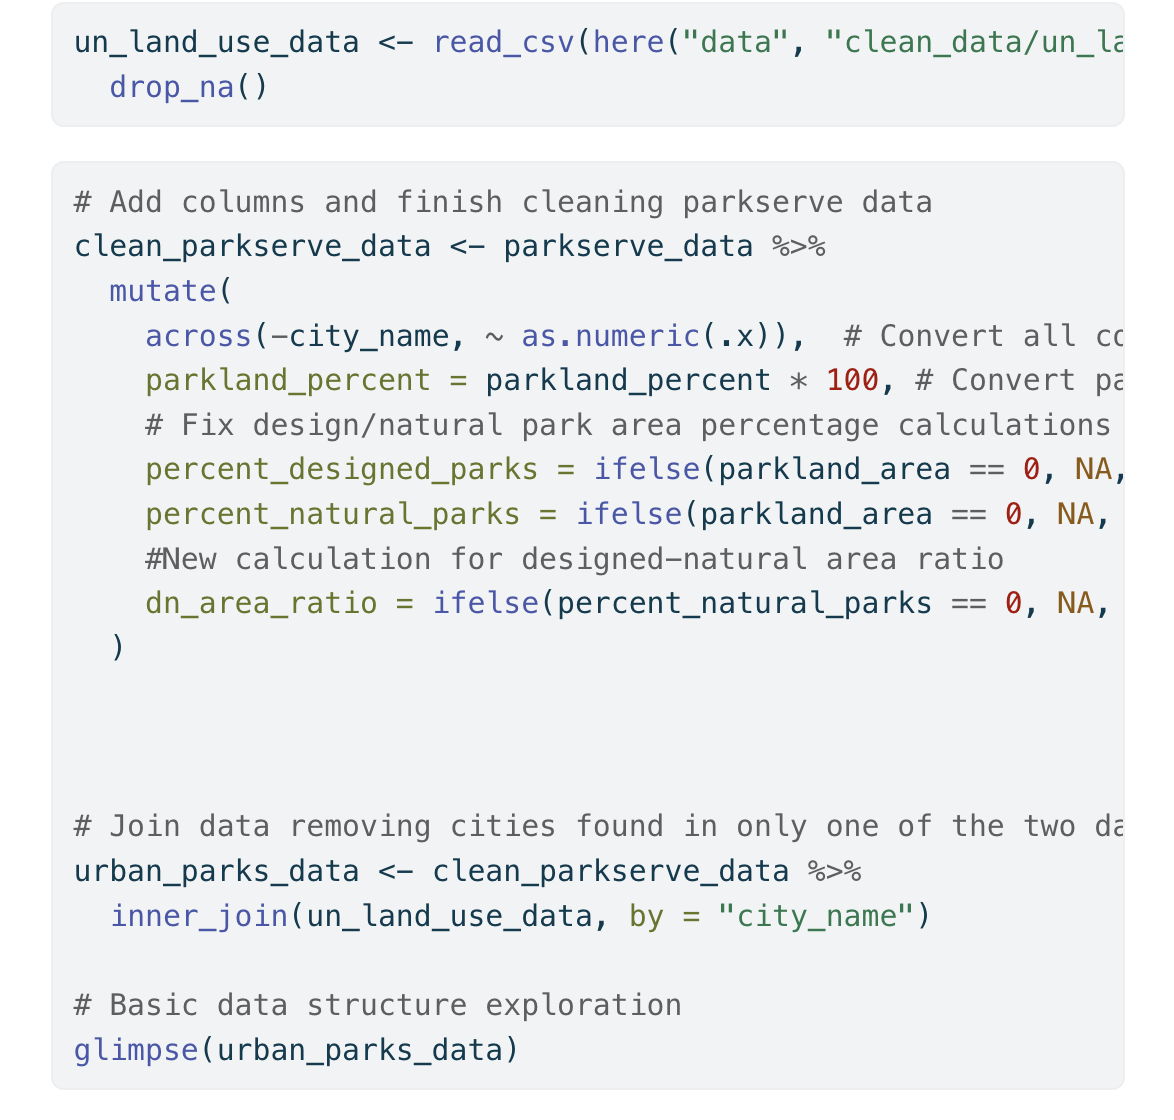 un_land_use_data <- read_csv(here("data", "clean_data/un_la
  drop_na()
# Add columns and finish cleaning parkserve data
clean_parkserve_data <- parkserve_data %>%
  mutate(
    across(-city_name, ~ as.numeric(.x)),  # Convert all co
    parkland_percent = parkland_percent * 100, # Convert pa
    # Fix design/natural park area percentage calculations
    percent_designed_parks = ifelse(parkland_area == 0, NA,
    percent_natural_parks = ifelse(parkland_area == 0, NA,
    #New calculation for designed-natural area ratio
    dn_area_ratio = ifelse(percent_natural_parks == 0, NA,
  )
# Join data removing cities found in only one of the two da
urban_parks_data <- clean_parkserve_data %>%
  inner_join(un_land_use_data, by = "city_name")
# Basic data structure exploration
glimpse(urban_parks_data)